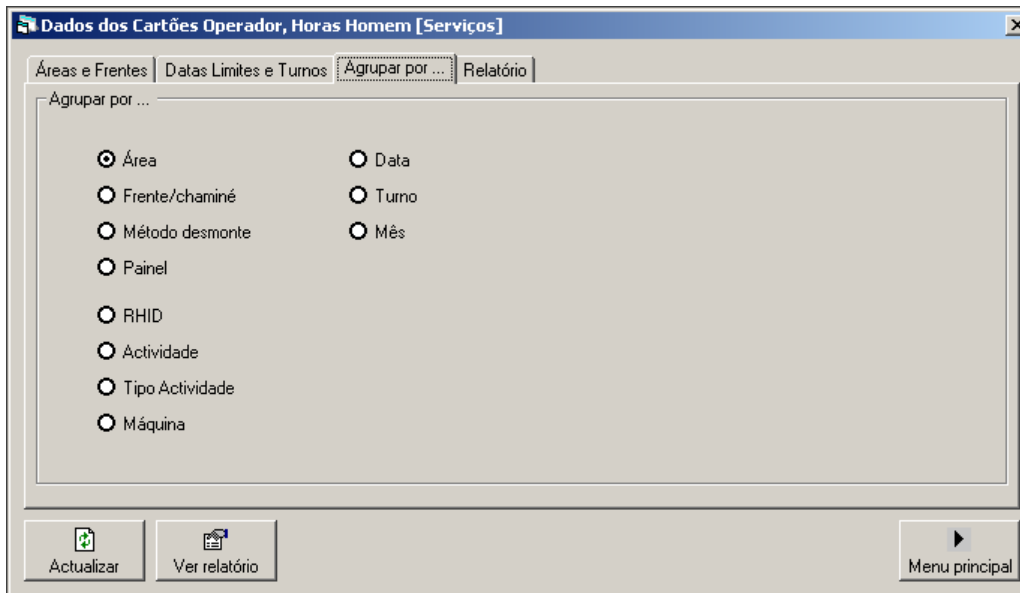 Dados dos Cartões Operador, Horas Homem [Serviços]
Áreas e Frentes
Datas Limites e Turnos
Agrupar por ...
Relatório
Agrupar por ...
Área
Data
Frente/chaminé
Turno
Método desmonte
Mês
Painel
RHID
Actividade
Tipo Actividade
Máquina
Actualizar
Ver relatório
Menu principal